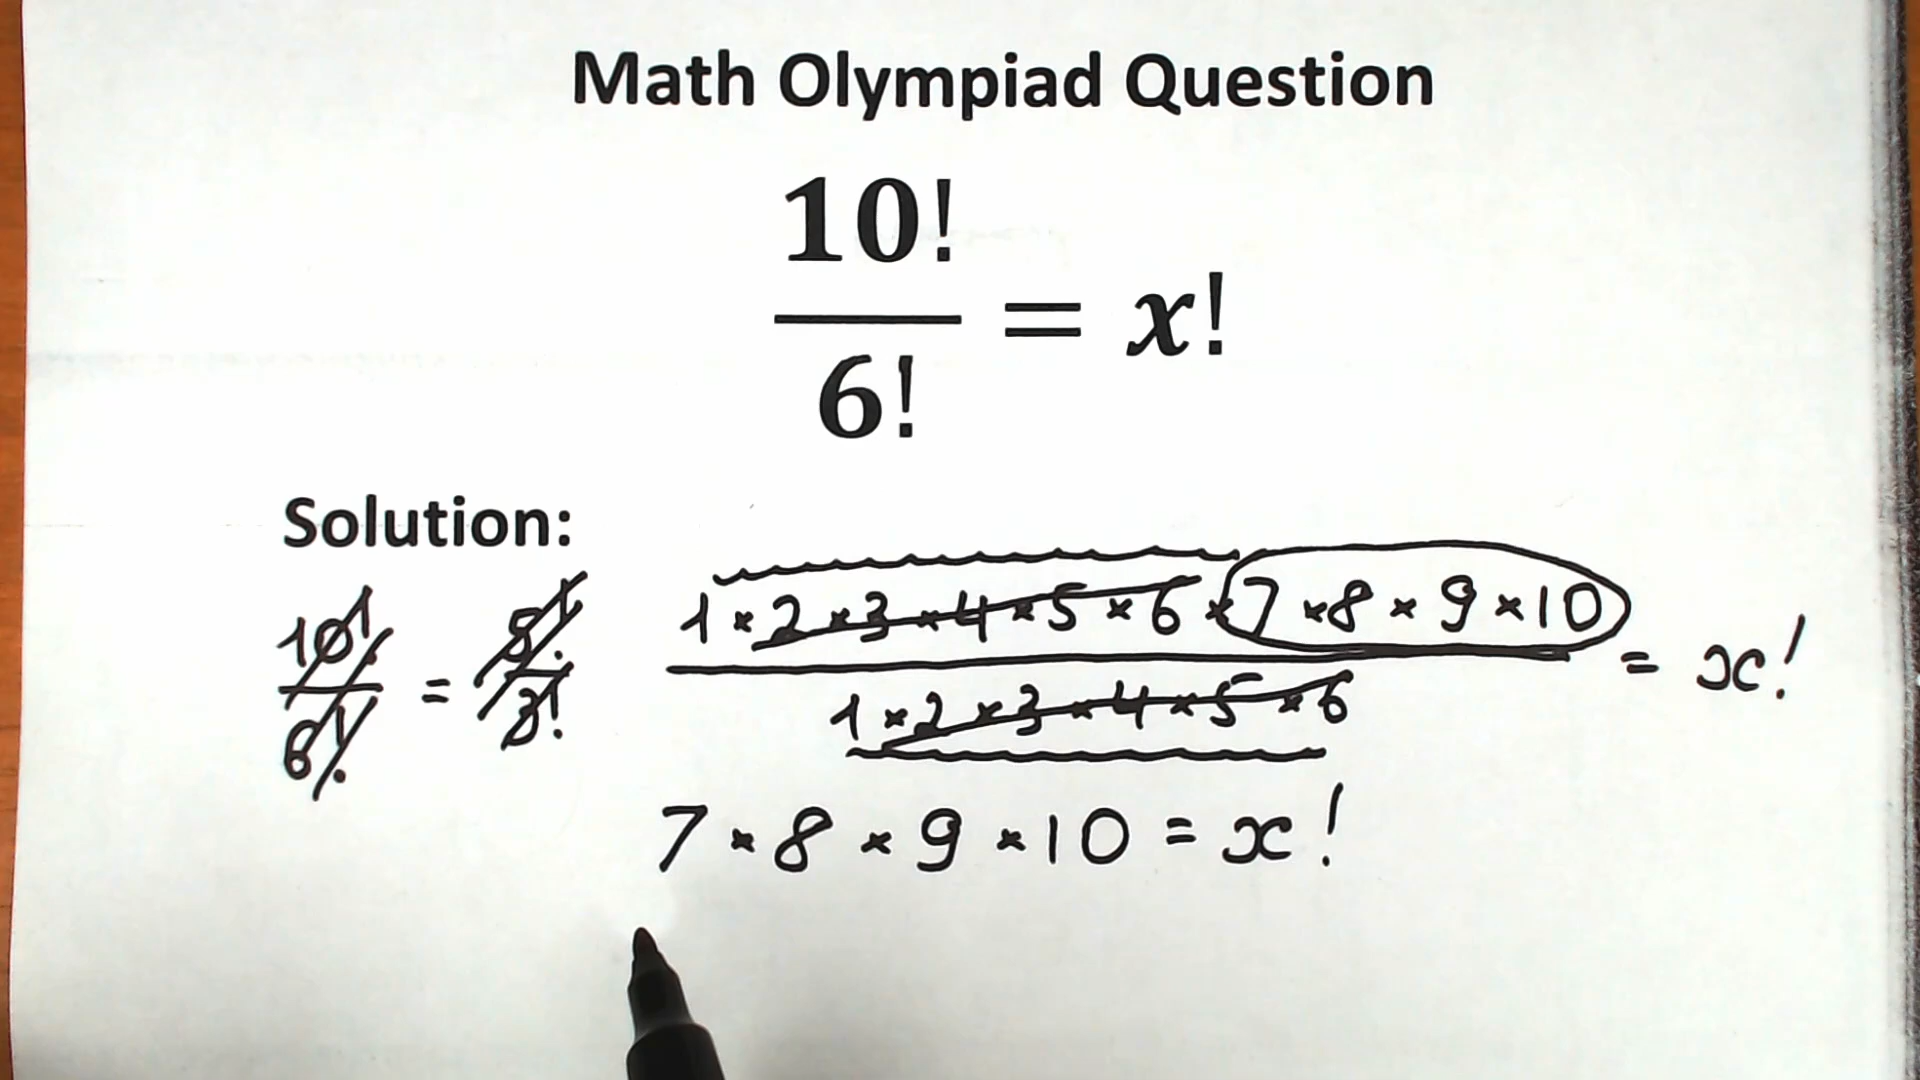 Math Olympiad Question
10!
6!
= x!
Solution:
10!
6!
=
5!
3!
1×2×3×4×5×6×7×8×9×10
1×2×3×4×5×6
= x!
7×8×9×10=x!